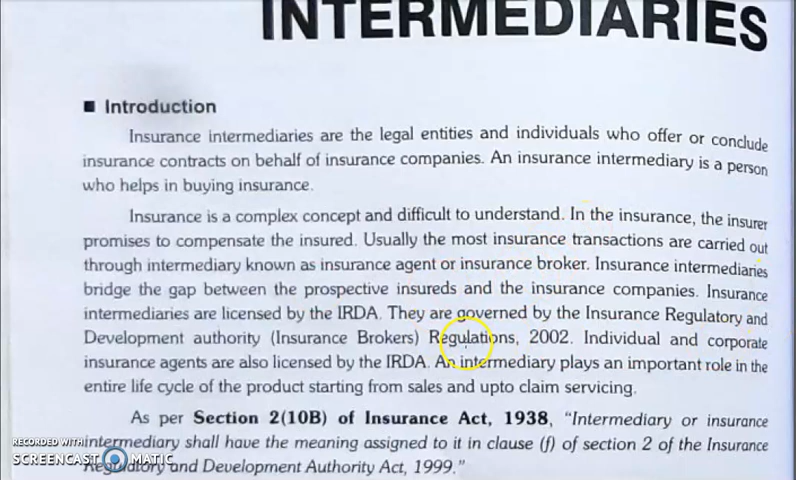 INTERMEDIARIES
■ Introduction
Insurance intermediaries are the legal entities and individuals who offer or conclude
insurance contracts on behalf of insurance companies. An insurance intermediary is a person
who helps in buying insurance.
Insurance is a complex concept and difficult to understand. In the insurance, the insurer
promises to compensate the insured. Usually the most insurance transactions are carried out
through intermediary known as insurance agent or insurance broker. Insurance intermediaries
bridge the gap between the prospective insureds and the insurance companies. Insurance
intermediaries are licensed by the IRDA. They are governed by the Insurance Regulatory and
Development authority (Insurance Brokers) Regulations, 2002. Individual and corporate
insurance agents are also licensed by the IRDA. An intermediary plays an important role in the
entire life cycle of the product starting from sales and upto claim servicing.
As per Section 2(10B) of Insurance Act, 1938, "Intermediary or insurance
intermediary shall have the meaning assigned to it in clause (f) of section 2 of the Insurance
Regulatory and Development Authority Act, 1999."
RECORDED WITH
SCREENCAST MATIC